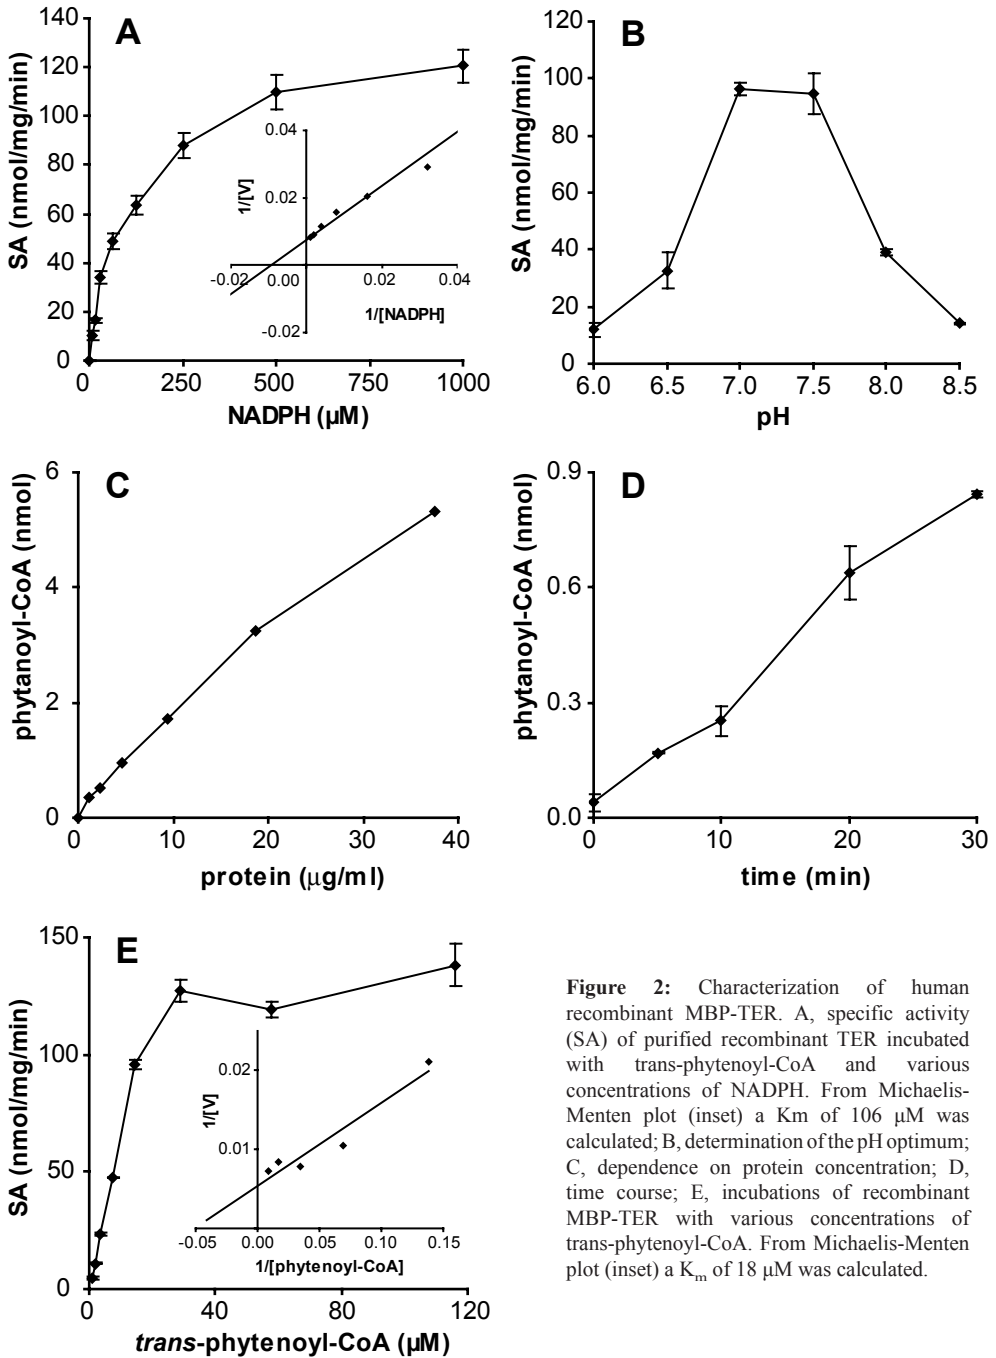 A
SA (nmol/mg/min)
140
120
100
80
60
40
20
0
0 250 500 750 1000
NADPH (µM)
1/[V]
0.04
0.02
-0.02 0.00 0.02 0.04
-0.02
1/[NADPH]
B
SA (nmol/mg/min)
120
100
80
60
40
20
0
6.0 6.5 7.0 7.5 8.0 8.5
pH
C
phytanoyl-CoA (nmol)
6
4
2
0
0 10 20 30 40
protein (µg/ml)
D
phytanoyl-CoA (nmol)
0.9
0.6
0.3
0.0
0 10 20 30
time (min)
E
SA (nmol/mg/min)
150
100
50
0
0 40 80 120
trans-phytenoyl-CoA (µM)
1/[V]
0.02
0.01
-0.05 0.00 0.05 0.10 0.15
1/[phytenoyl-CoA]
Figure 2: Characterization of human
recombinant MBP-TER. A, specific activity
(SA) of purified recombinant TER incubated
with trans-phytenoyl-CoA and various
concentrations of NADPH. From Michaelis-
Menten plot (inset) a Km of 106 µM was
calculated; B, determination of the pH optimum;
C, dependence on protein concentration; D,
time course; E, incubations of recombinant
MBP-TER with various concentrations of
trans-phytenoyl-CoA. From Michaelis-Menten
plot (inset) a Km of 18 µM was calculated.